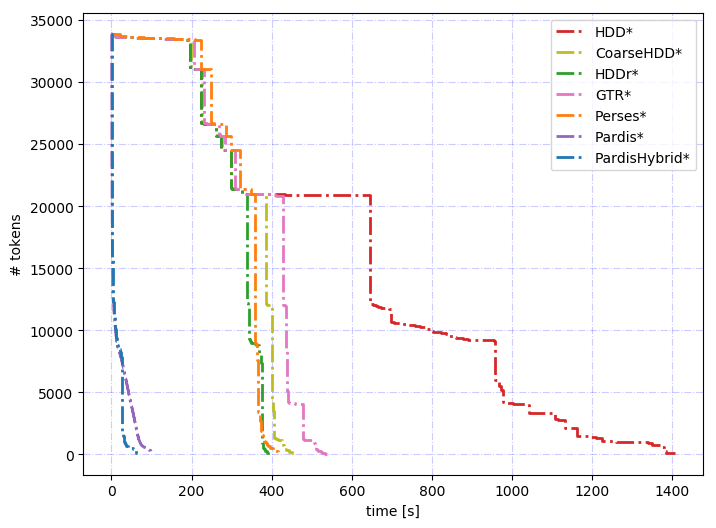 35000
30000
25000
20000
15000
10000
5000
0
# tokens
0 200 400 600 800 1000 1200 1400
time [s]
HDD*
CoarseHDD*
HDDr*
GTR*
Perses*
Pardis*
PardisHybrid*